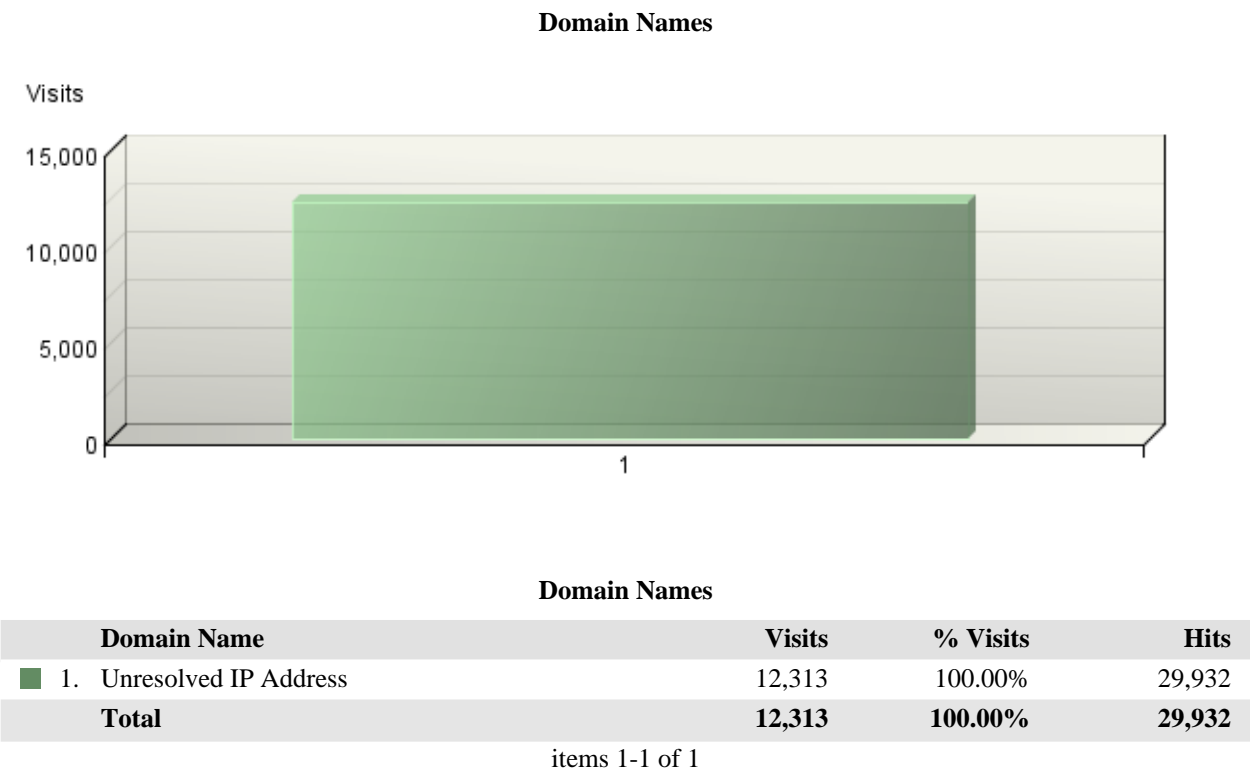 Domain Names
Visits
15,000
10,000
5,000
0
1
Domain Names
Domain Name Visits % Visits Hits
1. Unresolved IP Address 12,313 100.00% 29,932
Total 12,313 100.00% 29,932
items 1-1 of 1